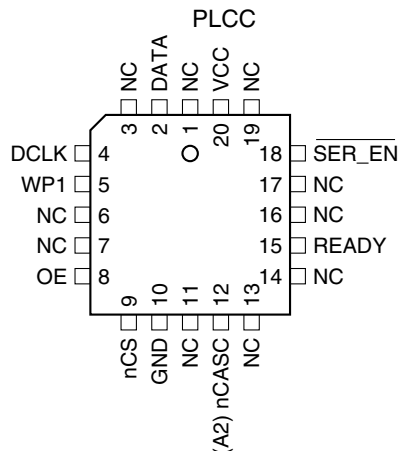 PLCC
NC
DATA
NC
VCC
NC
3
2
1
20
19
DCLK 4
WP1 5
NC 6
NC 7
OE 8
18 SER_EN
17 NC
16 NC
15 READY
14 NC
9
10
11
12
13
nCS
GND
NC
(A2) nCASC
NC